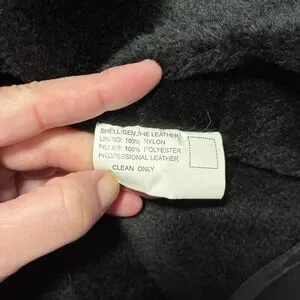 SHELL:GENUINE LEATHER
LINING: 100% NYLON
FILLER: 100% POLYESTER
PROFESSIONAL LEATHER
CLEAN ONLY